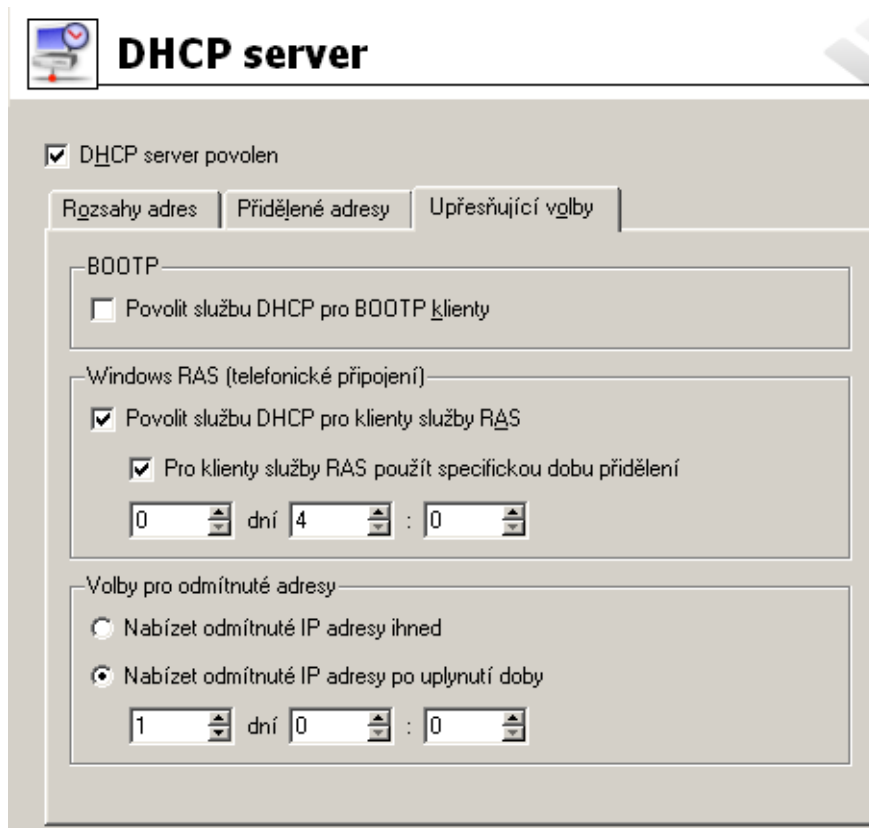 DHCP server
DHCP server povolen
Rozsahy adres Přidělené adresy Upřesňující volby
BOOTP
Povolit službu DHCP pro BOOTP klienty
Windows RAS (telefonické připojení)
Povolit službu DHCP pro klienty služby RAS
Pro klienty služby RAS použít specifickou dobu přidělení
0 dní 4 : 0
Volby pro odmítnuté adresy
Nabízet odmítnuté IP adresy ihned
Nabízet odmítnuté IP adresy po uplynutí doby
1 dní 0 : 0